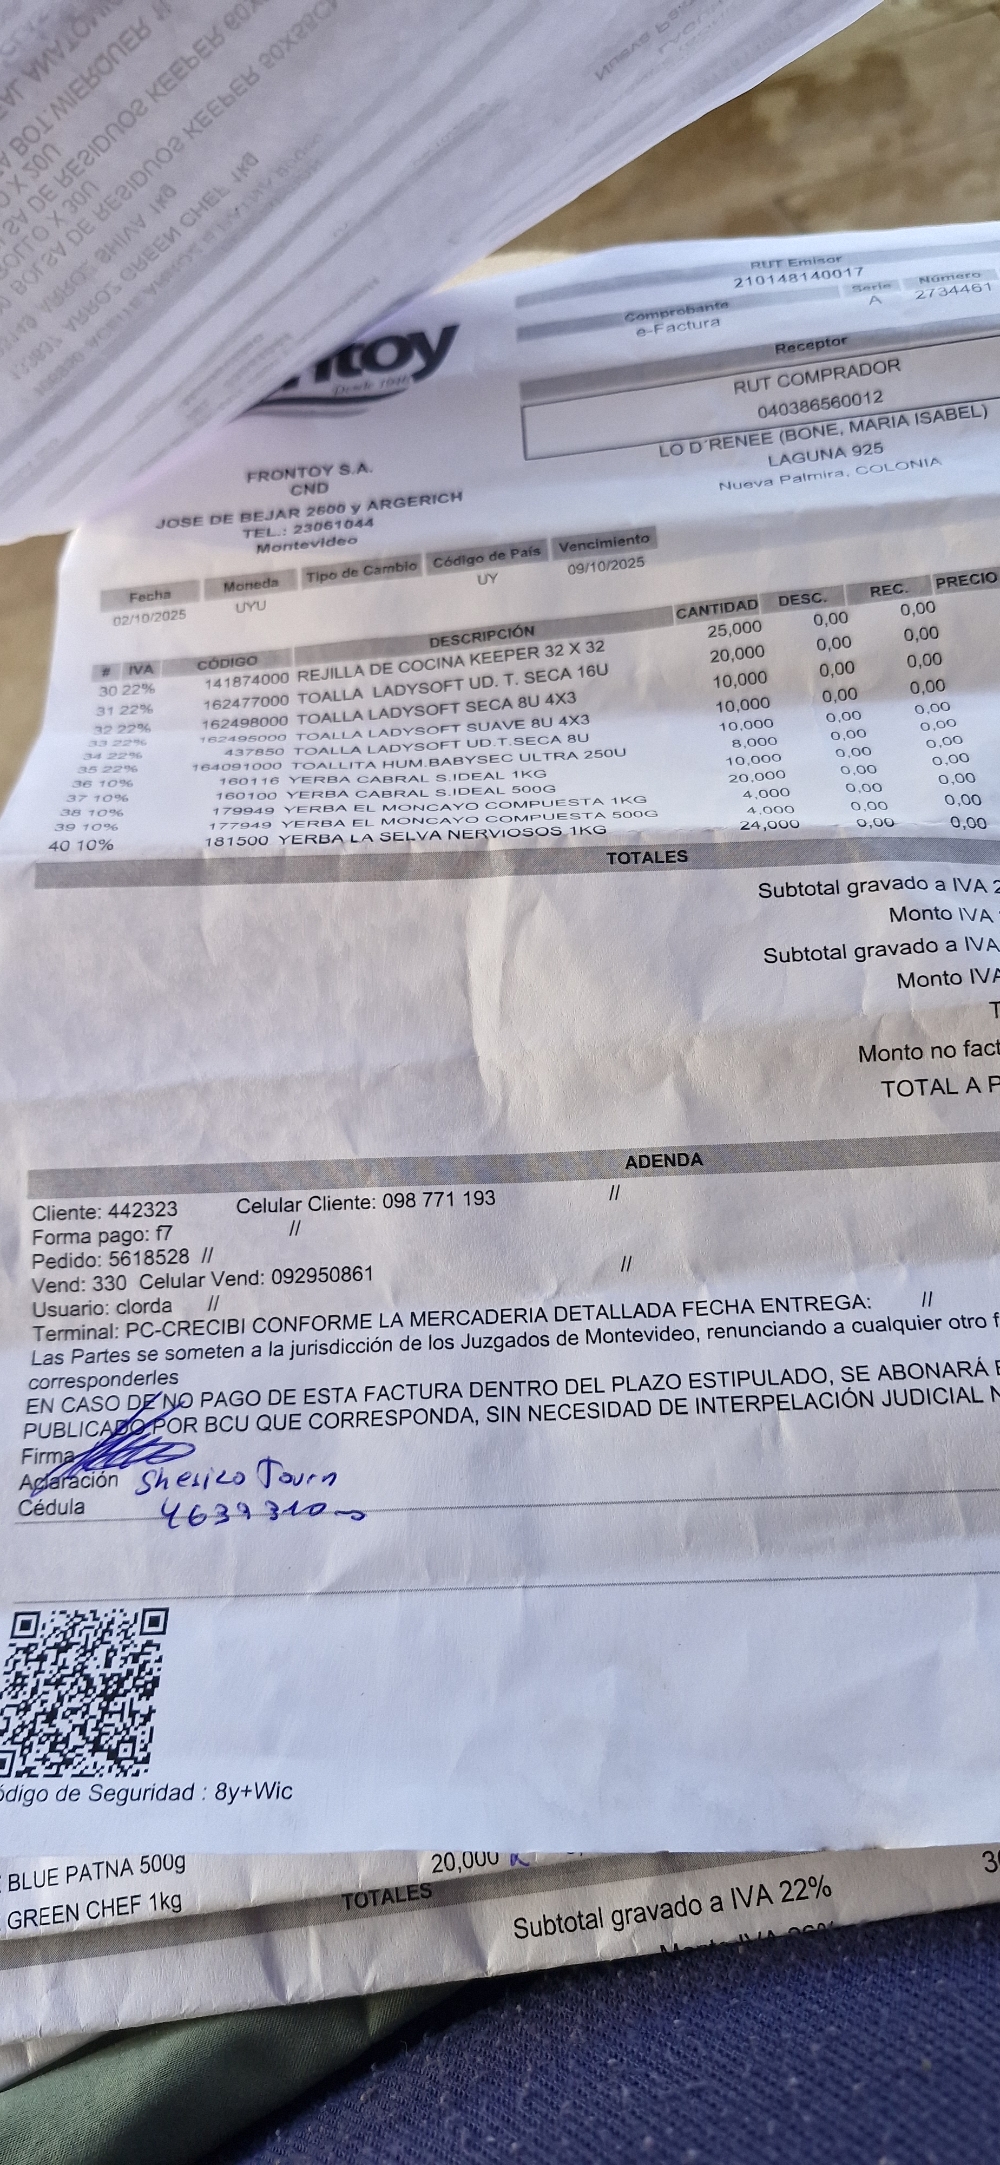 RUT Emisor
210148140017
Comprobante Serie Número
e-Factura A 2734461
Receptor
RUT COMPRADOR
040386560012
LO D´RENEE (BONE, MARIA ISABEL)
LAGUNA 925
Nueva Palmira, COLONIA
ntoy
Desde 1946
FRONTOY S.A.
CND
JOSE DE BEJAR 2600 y ARGERICH
TEL.: 23061044
Montevideo
Fecha Moneda Tipo de Cambio Código de País Vencimiento
02/10/2025 UYU UY 09/10/2025
# IVA CÓDIGO DESCRIPCIÓN CANTIDAD DESC. REC. PRECIO
30 22% 141874000 REJILLA DE COCINA KEEPER 32 X 32 25,000 0,00 0,00
31 22% 162477000 TOALLA LADYSOFT UD. T. SECA 16U 20,000 0,00 0,00
32 22% 162498000 TOALLA LADYSOFT SECA 8U 4X3 10,000 0,00 0,00
33 22% 162495000 TOALLA LADYSOFT SUAVE 8U 4X3 10,000 0,00 0,00
34 22% 437850 TOALLA LADYSOFT UD.T.SECA 8U 10,000 0,00 0,00
35 22% 164091000 TOALLITA HUM.BABYSEC ULTRA 250U 8,000 0,00 0,00
36 10% 160116 YERBA CABRAL S.IDEAL 1KG 10,000 0,00 0,00
37 10% 160100 YERBA CABRAL S.IDEAL 500G 20,000 0,00 0,00
38 10% 179949 YERBA EL MONCAYO COMPUESTA 1KG 4,000 0,00 0,00
39 10% 177949 YERBA EL MONCAYO COMPUESTA 500G 4,000 0,00 0,00
40 10% 181500 YERBA LA SELVA NERVIOSOS 1KG 24,000 0,00 0,00
TOTALES
Subtotal gravado a IVA 2
Monto IVA
Subtotal gravado a IVA
Monto IVA
T
Monto no fact
TOTAL A P
ADENDA
Cliente: 442323 Celular Cliente: 098 771 193 //
Forma pago: f7 //
Pedido: 5618528 //
Vend: 330 Celular Vend: 092950861 //
Usuario: clorda //
Terminal: PC-CRECIBI CONFORME LA MERCADERIA DETALLADA FECHA ENTREGA: //
Las Partes se someten a la jurisdicción de los Juzgados de Montevideo, renunciando a cualquier otro f
corresponderles
EN CASO DE NO PAGO DE ESTA FACTURA DENTRO DEL PLAZO ESTIPULADO, SE ABONARÁ E
PUBLICADO POR BCU QUE CORRESPONDA, SIN NECESIDAD DE INTERPELACIÓN JUDICIAL N
Firma
Aclaración
Cédula
ódigo de Seguridad : 8y+Wic
BLUE PATNA 500g 20,000
GREEN CHEF 1kg
TOTALES
Subtotal gravado a IVA 22%